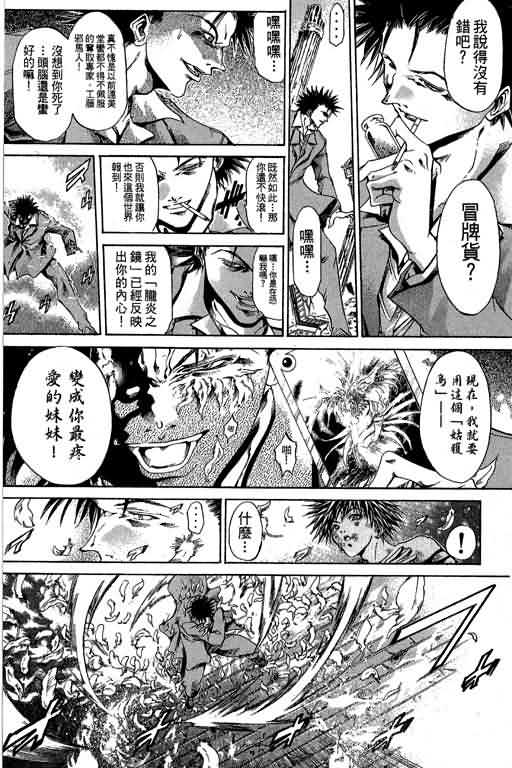 我說得沒有
錯吧？
冒牌貨？
嘿嘿嘿…
嘿嘿…
真不愧是以前連美
堂蠻都不得不佩服
的奪取專家．工藤
邪馬人！
沒想到你死了
…頭腦還是蠻
好的嘛！
既然如此…那
你還不快滾！
否則我就讓你
也來這個世界
報到！
嘿…你是在恐
嚇我嗎？
我的「朧炎之
鏡」已經反映
出你的內心！
現在，我就要
用這個「姑獲
鳥」——
啪
變成你最疼
愛的妹妹！
！
什麼…
…